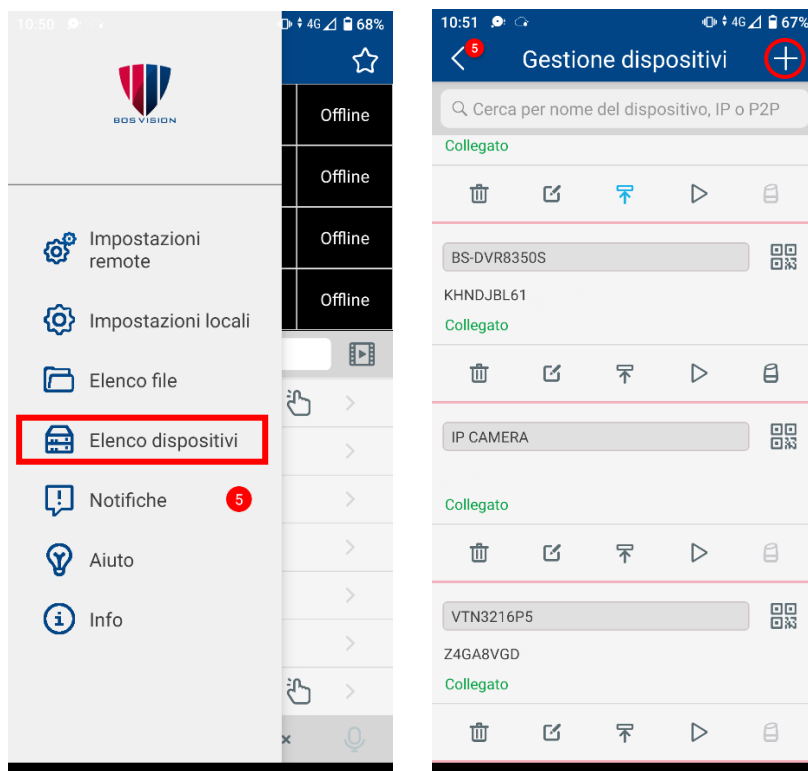 10:50
4G 68%
BOSVISION
Offline
Offline
Offline
Offline
Impostazioni
remote
Impostazioni locali
Elenco file
Elenco dispositivi
Notifiche 5
Aiuto
Info
10:51 4G 67%
5 Gestione dispositivi
Cerca per nome del dispositivo, IP o P2P
Collegato
BS-DVR8350S
KHNDJBL61
Collegato
IP CAMERA
Collegato
VTN3216P5
Z4GA8VGD
Collegato